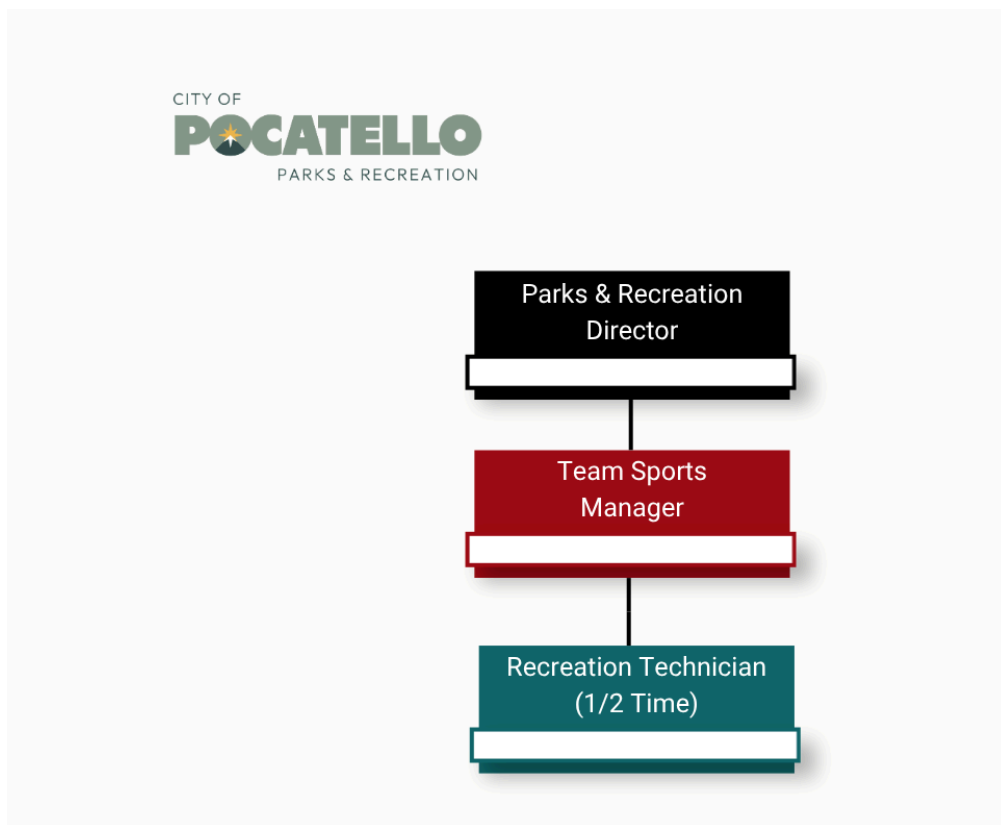 CITY OF
POCATELLO
PARKS & RECREATION
Parks & Recreation
Director
Team Sports
Manager
Recreation Technician
(1/2 Time)